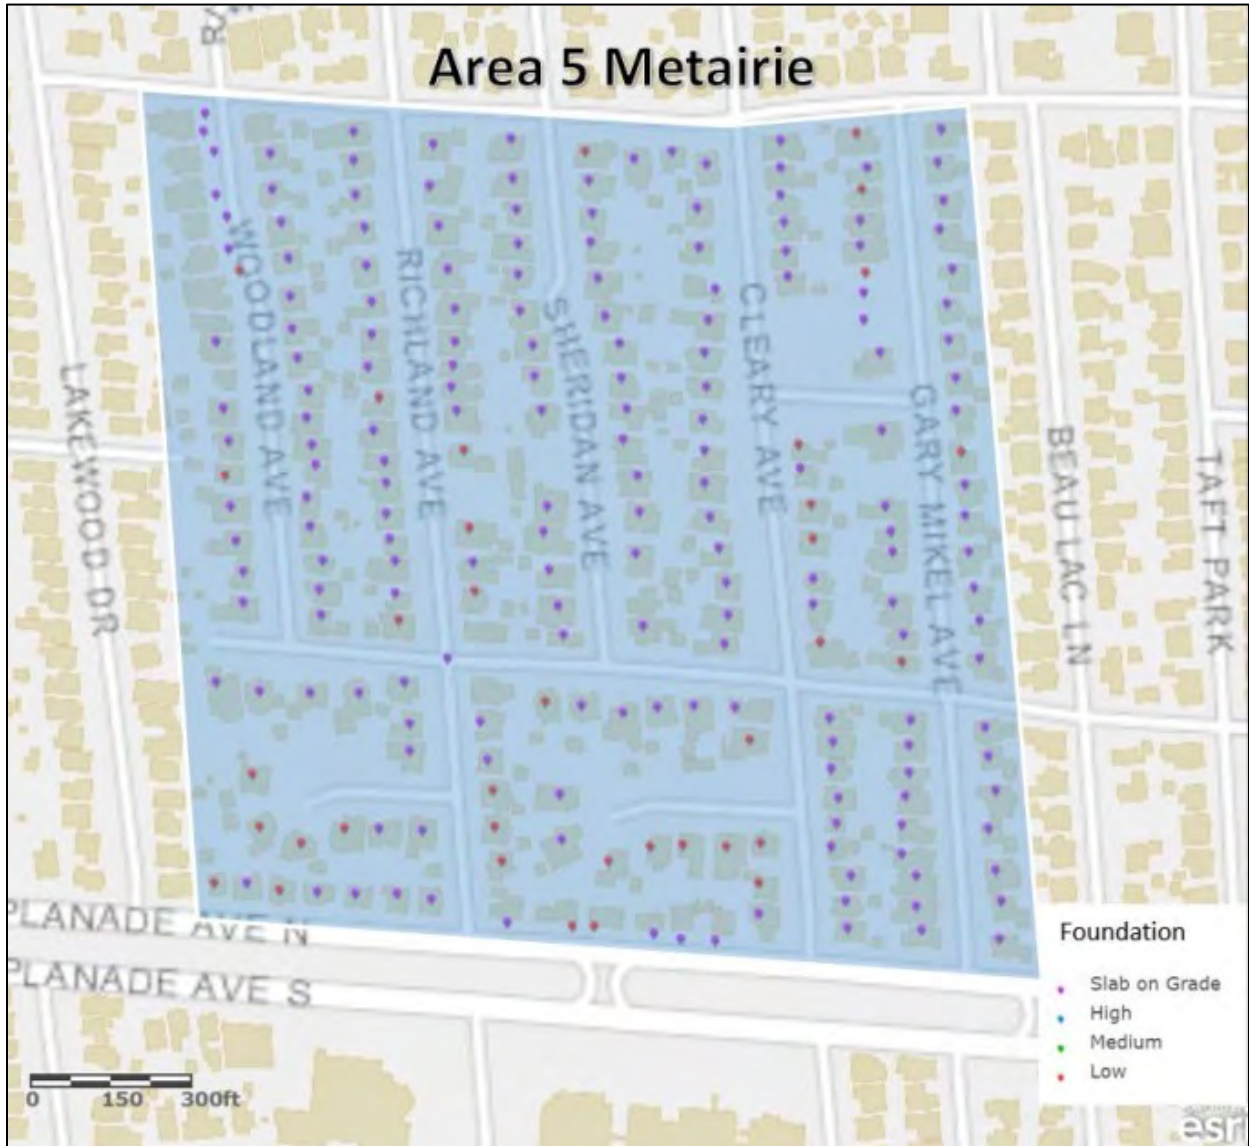 Area 5 Metairie
WOODLAND AVE
RICHLAND AVE
SHERIDAN AVE
CLEARY AVE
GARY MIKEL AVE
LAKEWOOD DR
BEAU LAC LN
TAFT PARK
PLANADE AVE N
PLANADE AVE S
Foundation
Slab on Grade
High
Medium
Low
0 150 300ft
esri